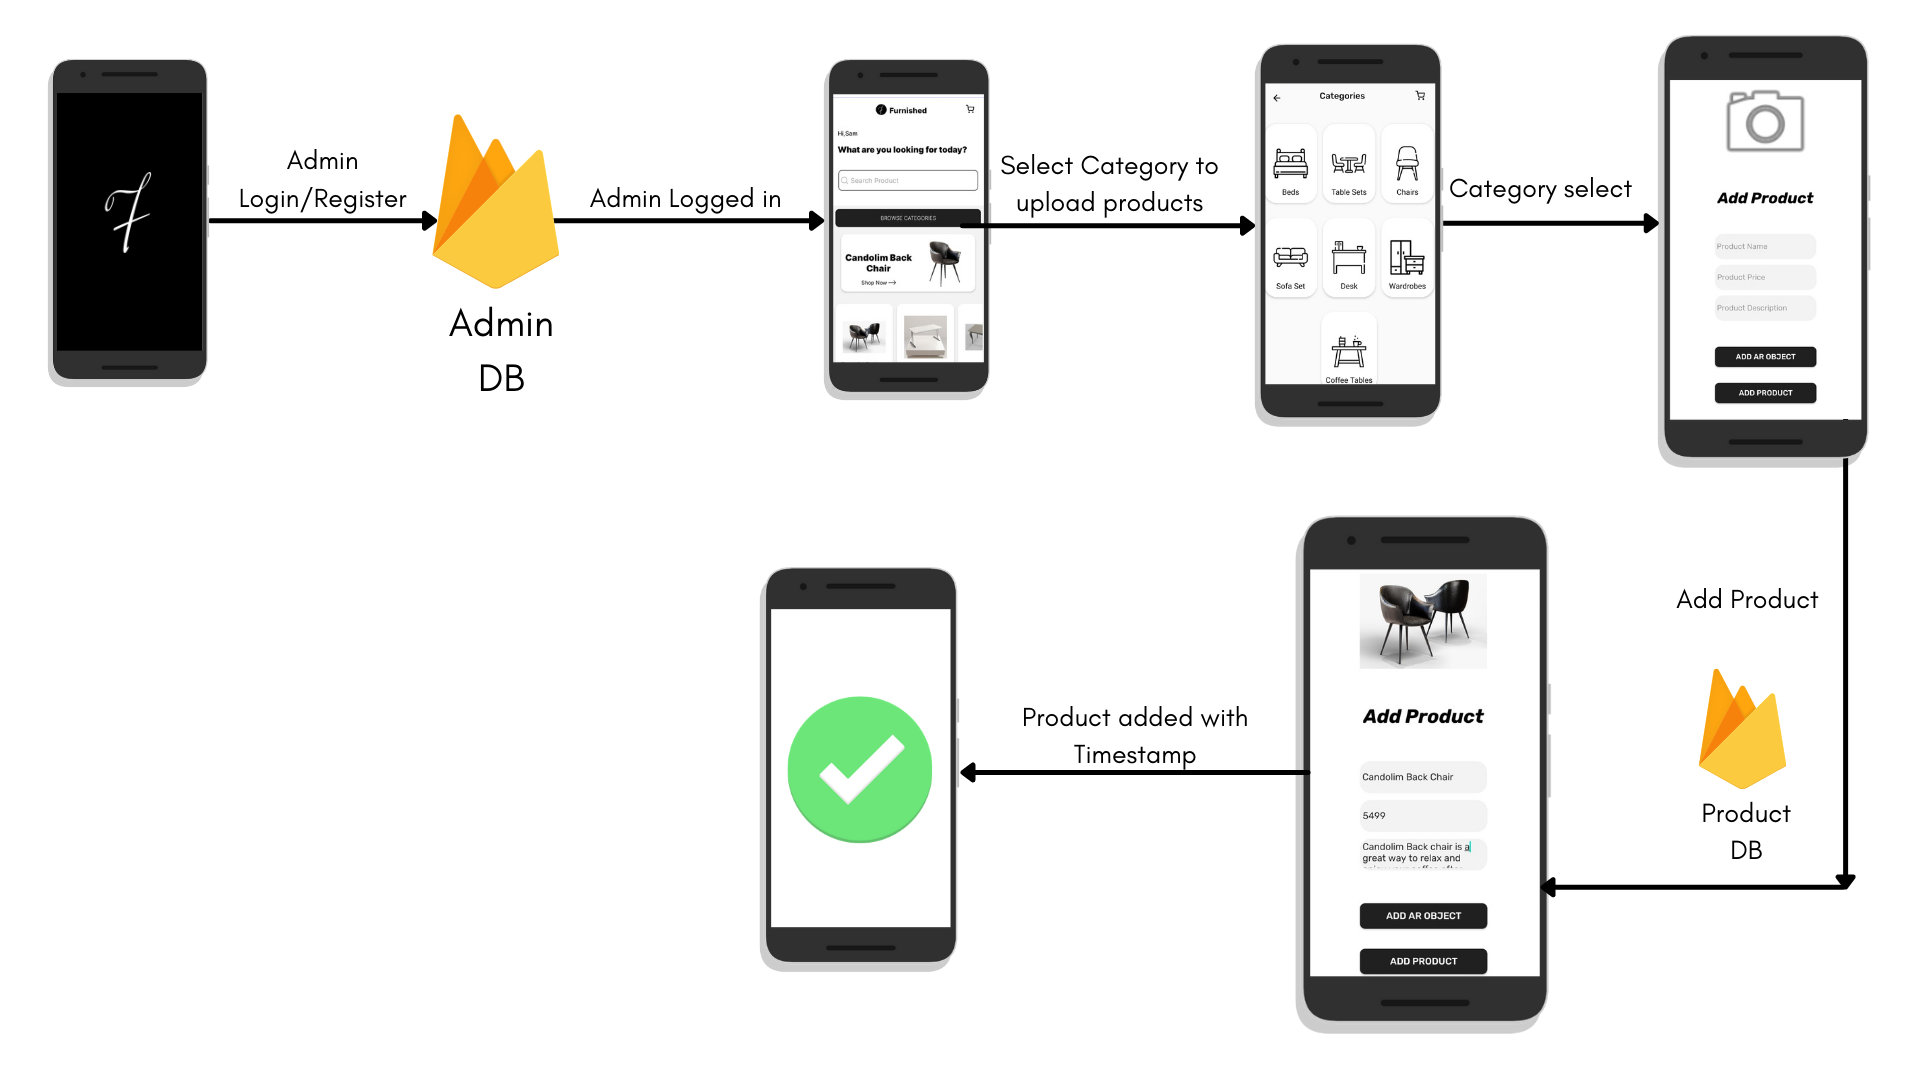 Admin
Login/Register
Admin
DB
Admin Logged in
Furnished
Hi,Sam
What are you looking for today?
Search Product
BROWSE CATEGORIES
Candolim Back
Chair
Shop Now
Select Category to
upload products
Categories
Beds
Table Sets
Chairs
Sofa Set
Desk
Wardrobes
Coffee Tables
Category select
Add Product
Product Name
Product Price
Product Description
ADD AR OBJECT
ADD PRODUCT
Add Product
Product
DB
Add Product
Candolim Back Chair
5499
Candolim Back chair is a
great way to relax and
ADD AR OBJECT
ADD PRODUCT
Product added with
Timestamp